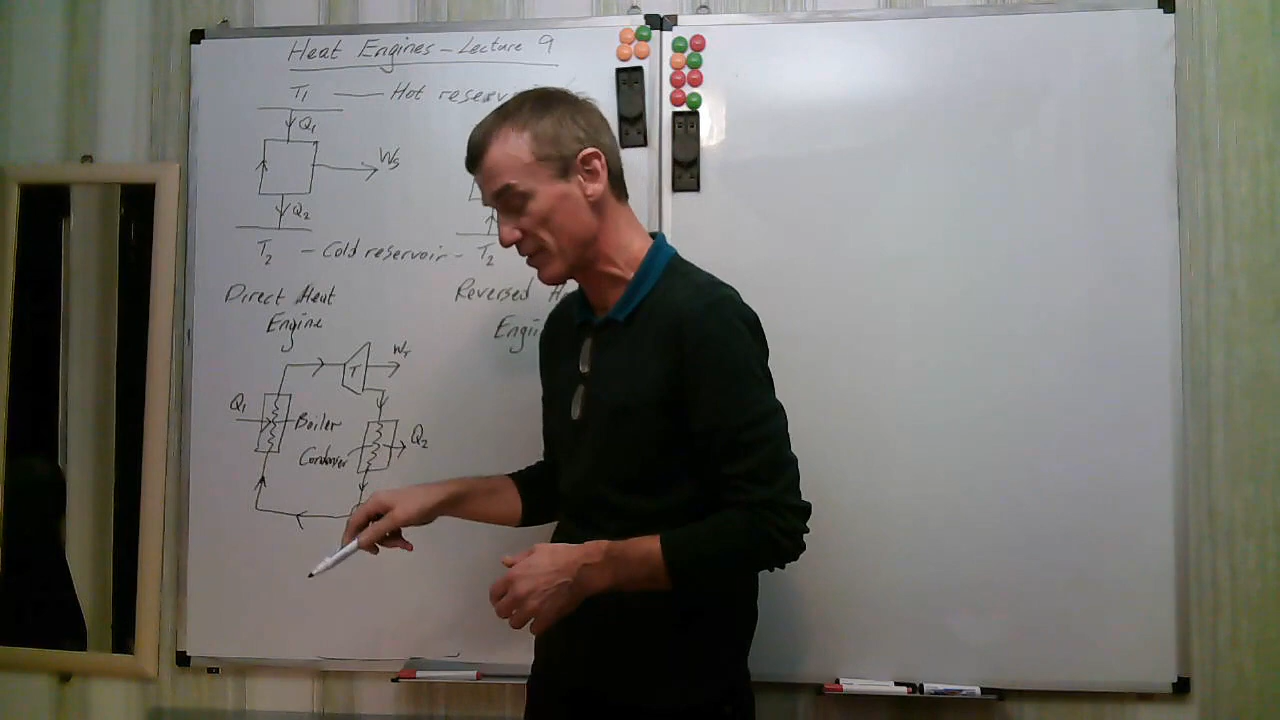 Heat Engines - Lecture 9
T1 — Hot reserv
Q1
Ws
Q2
T2 - Cold reservoir - T2
Direct Heat
Engine
Reversed H
Engin
T
WT
Q1
Boiler
Q2
Condenser